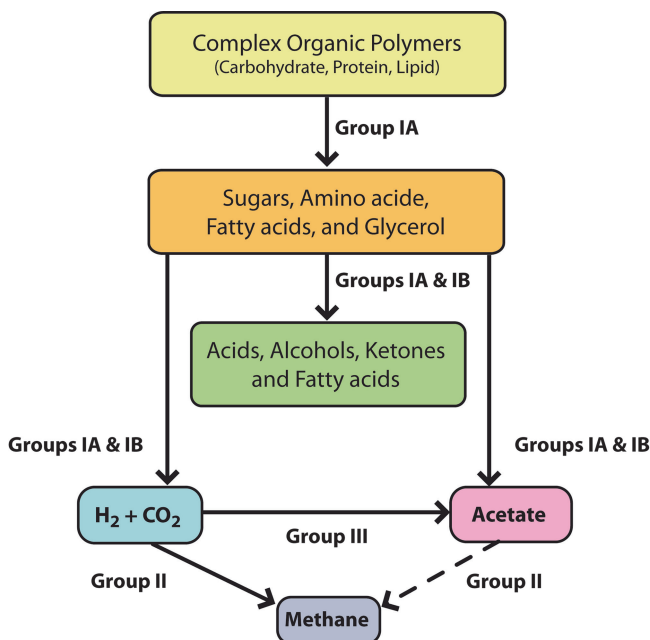 Complex Organic Polymers
(Carbohydrate, Protein, Lipid)
Group IA
Sugars, Amino acide,
Fatty acids, and Glycerol
Groups IA & IB
Acids, Alcohols, Ketones
and Fatty acids
Groups IA & IB
Groups IA & IB
H₂ + CO₂
Acetate
Group III
Group II
Group II
Methane